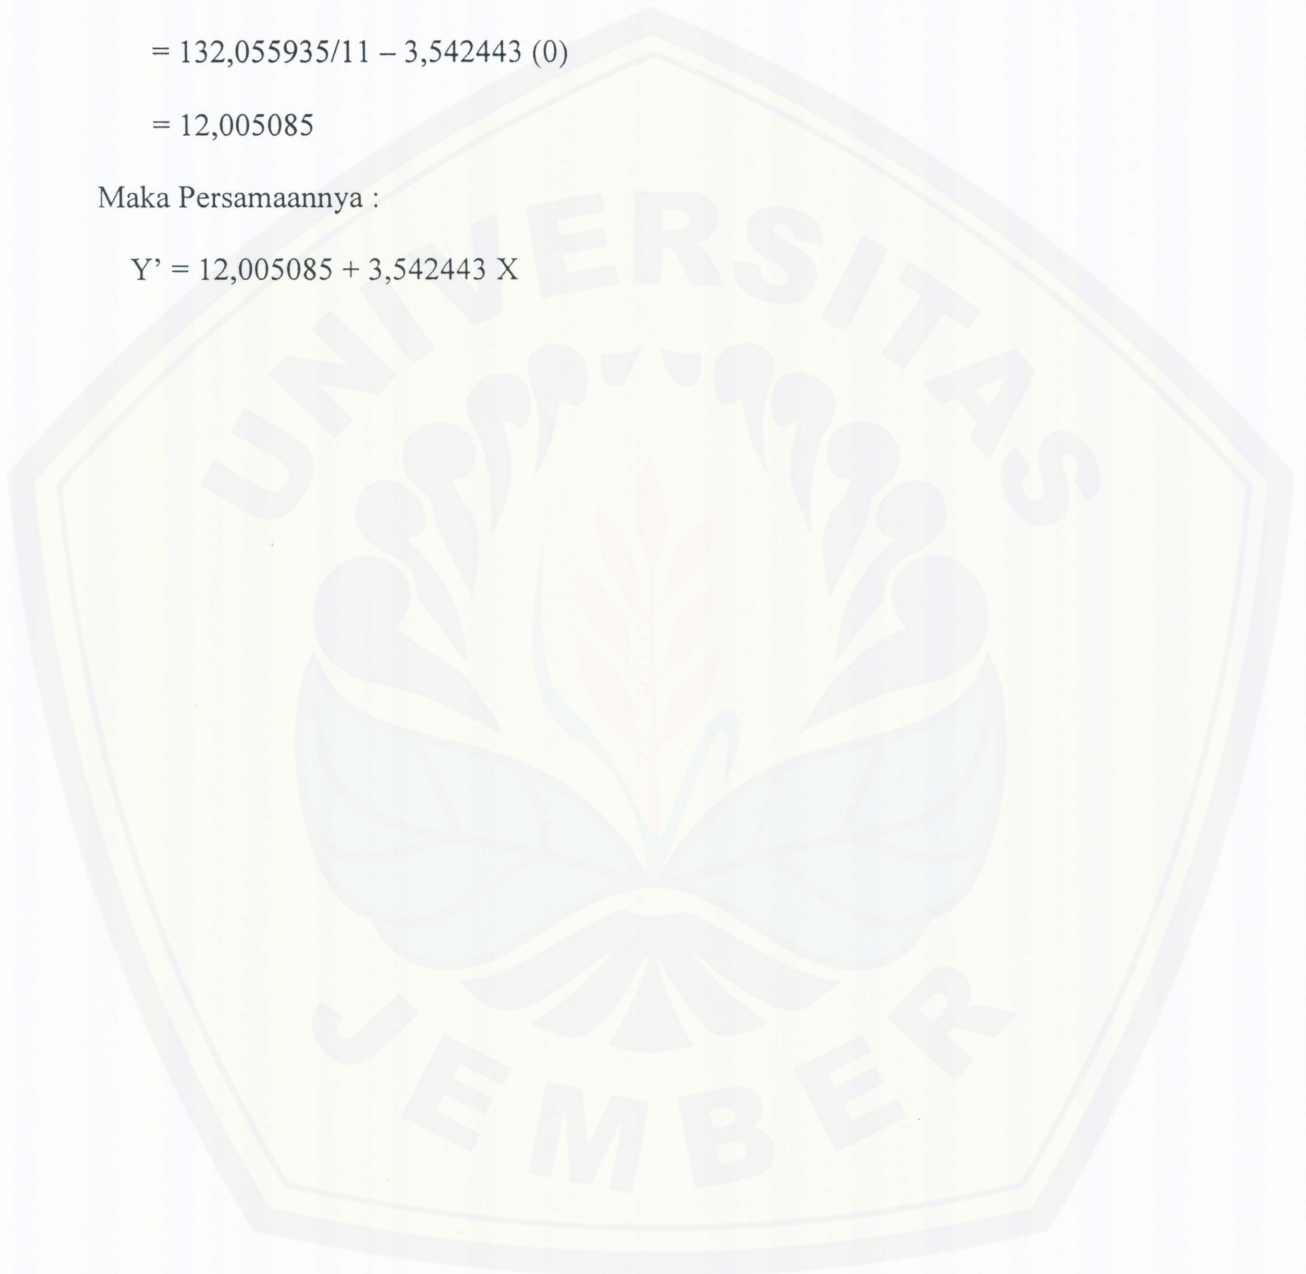 = 132,055935/11 – 3,542443 (0)
= 12,005085
Maka Persamaannya :
Y’ = 12,005085 + 3,542443 X
UNIVERSITAS
JEMBER